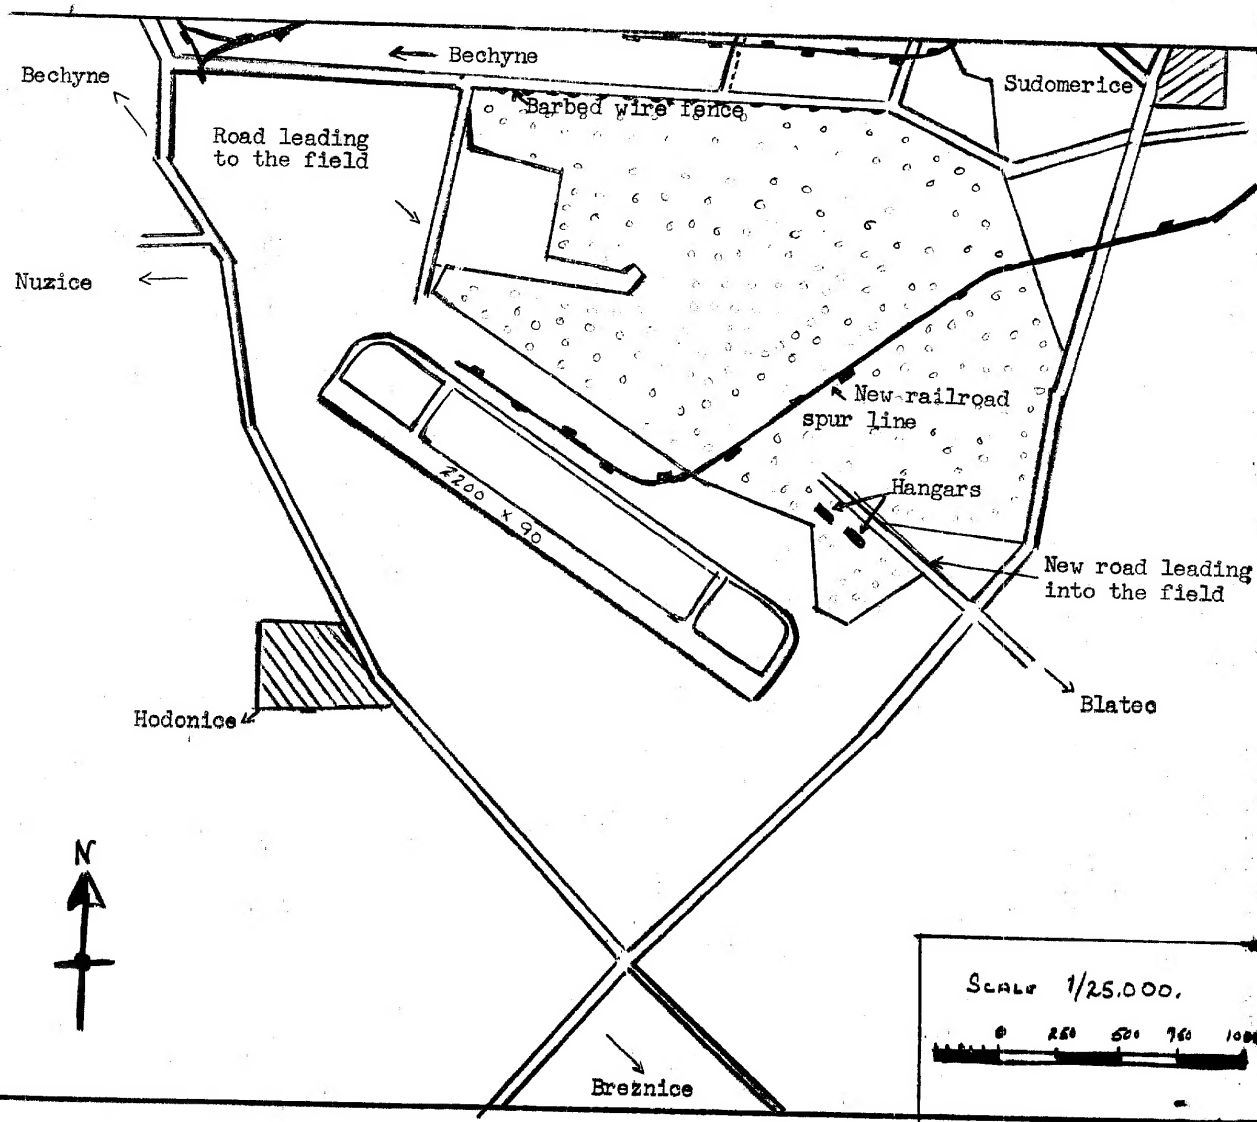 Bechyne
Bechyne
Sudomerice
Barbed wire fence
Road leading
to the field
Nuzice
New railroad
spur line
2200 x 90
Hangars
New road leading
into the field
Blatec
Hodonice
N
SCALE 1/25.000.
0 250 500 750 1000
Breznice